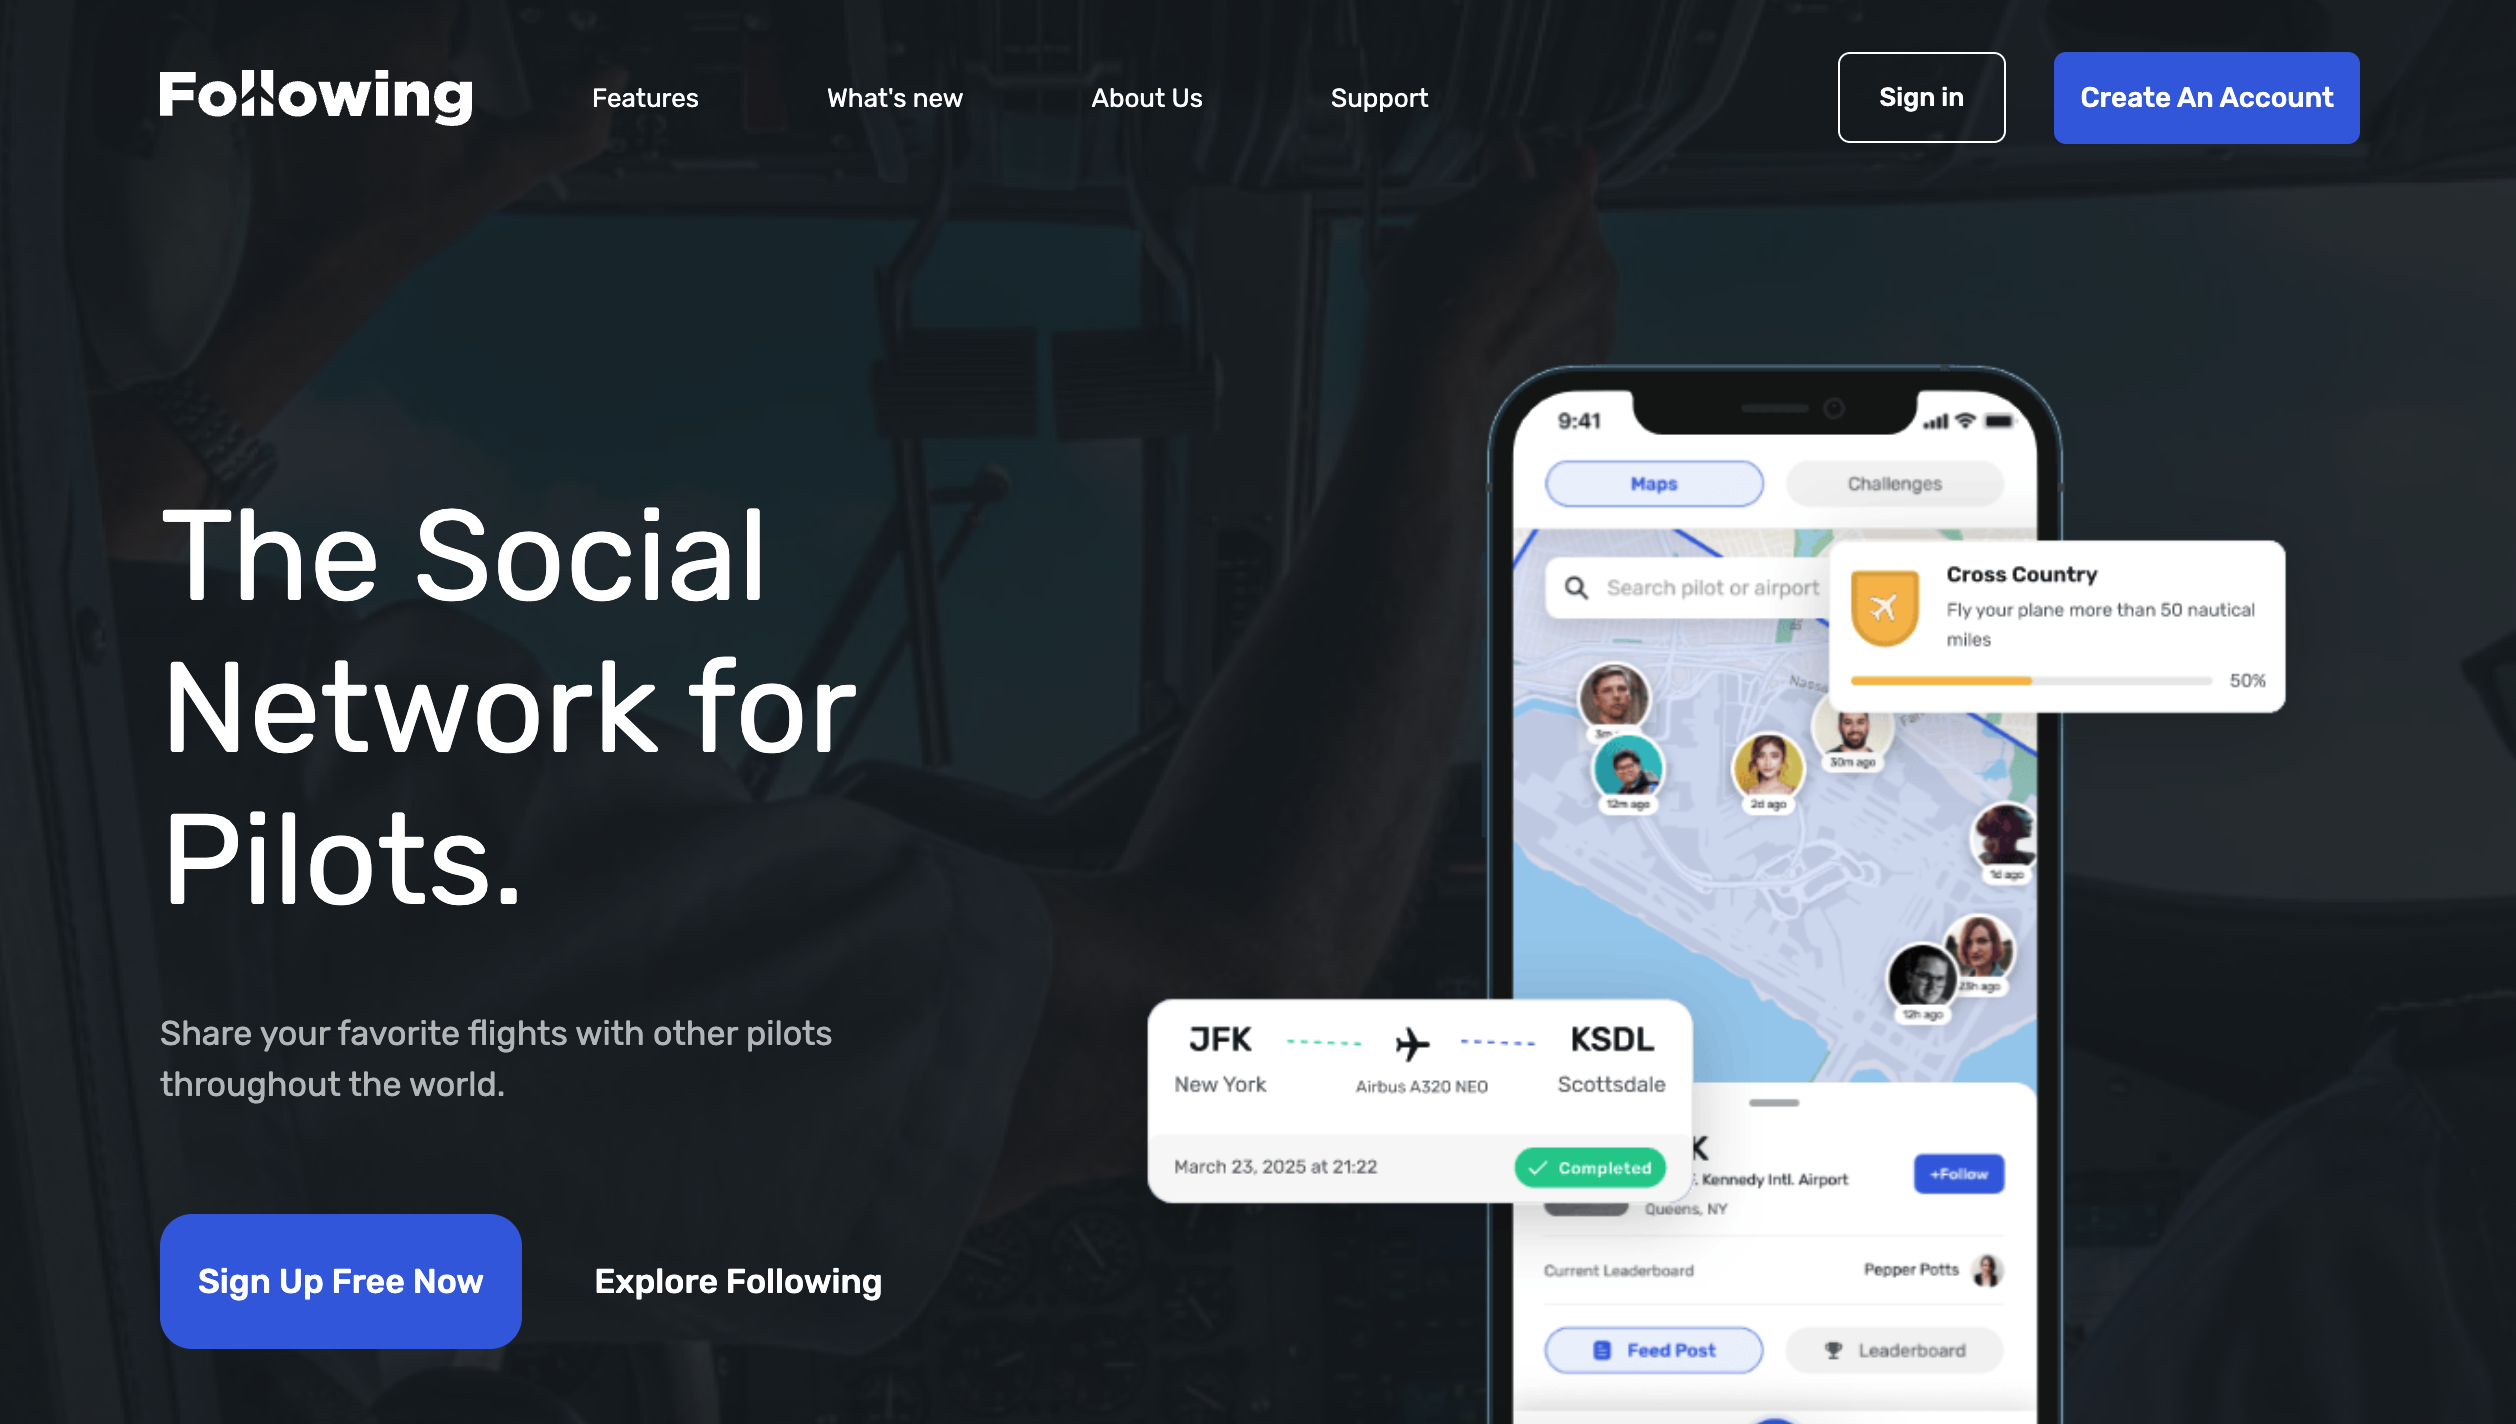 Following
Features
What's new
About Us
Support
Sign in
Create An Account
The Social
Network for
Pilots.
Share your favorite flights with other pilots
throughout the world.
Sign Up Free Now
Explore Following
9:41
Maps
Challenges
Search pilot or airport
Cross Country
Fly your plane more than 50 nautical
miles
50%
3m
12m ago
2d ago
30m ago
1d ago
23h ago
12h ago
JFK
KSDL
New York
Airbus A320 NEO
Scottsdale
March 23, 2025 at 21:22
Completed
K
. Kennedy Intl. Airport
Queens, NY
+Follow
Current Leaderboard
Pepper Potts
Feed Post
Leaderboard